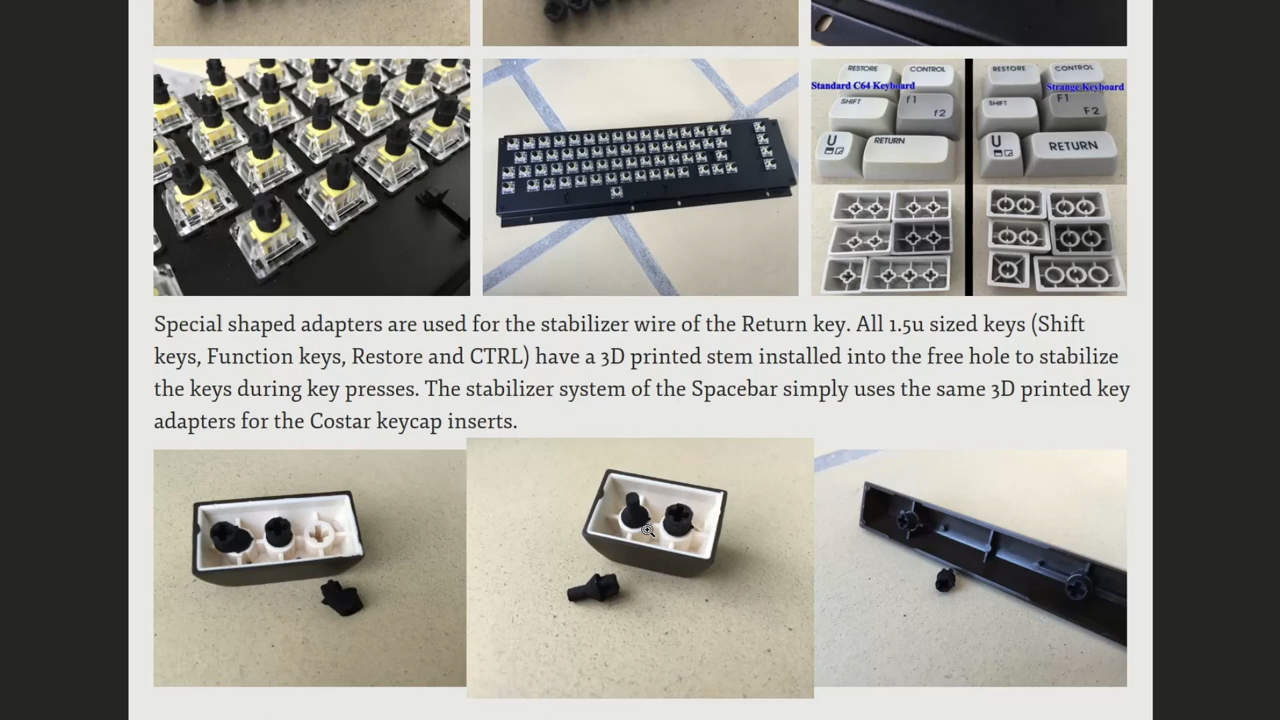 RESTORE
CONTROL
RESTORE
CONTROL
Standard C64 Keyboard
Strange Keyboard
SHIFT
f1
f2
SHIFT
F1
F2
U
RETURN
U
RETURN
Special shaped adapters are used for the stabilizer wire of the Return key. All 1.5u sized keys (Shift
keys, Function keys, Restore and CTRL) have a 3D printed stem installed into the free hole to stabilize
the keys during key presses. The stabilizer system of the Spacebar simply uses the same 3D printed key
adapters for the Costar keycap inserts.